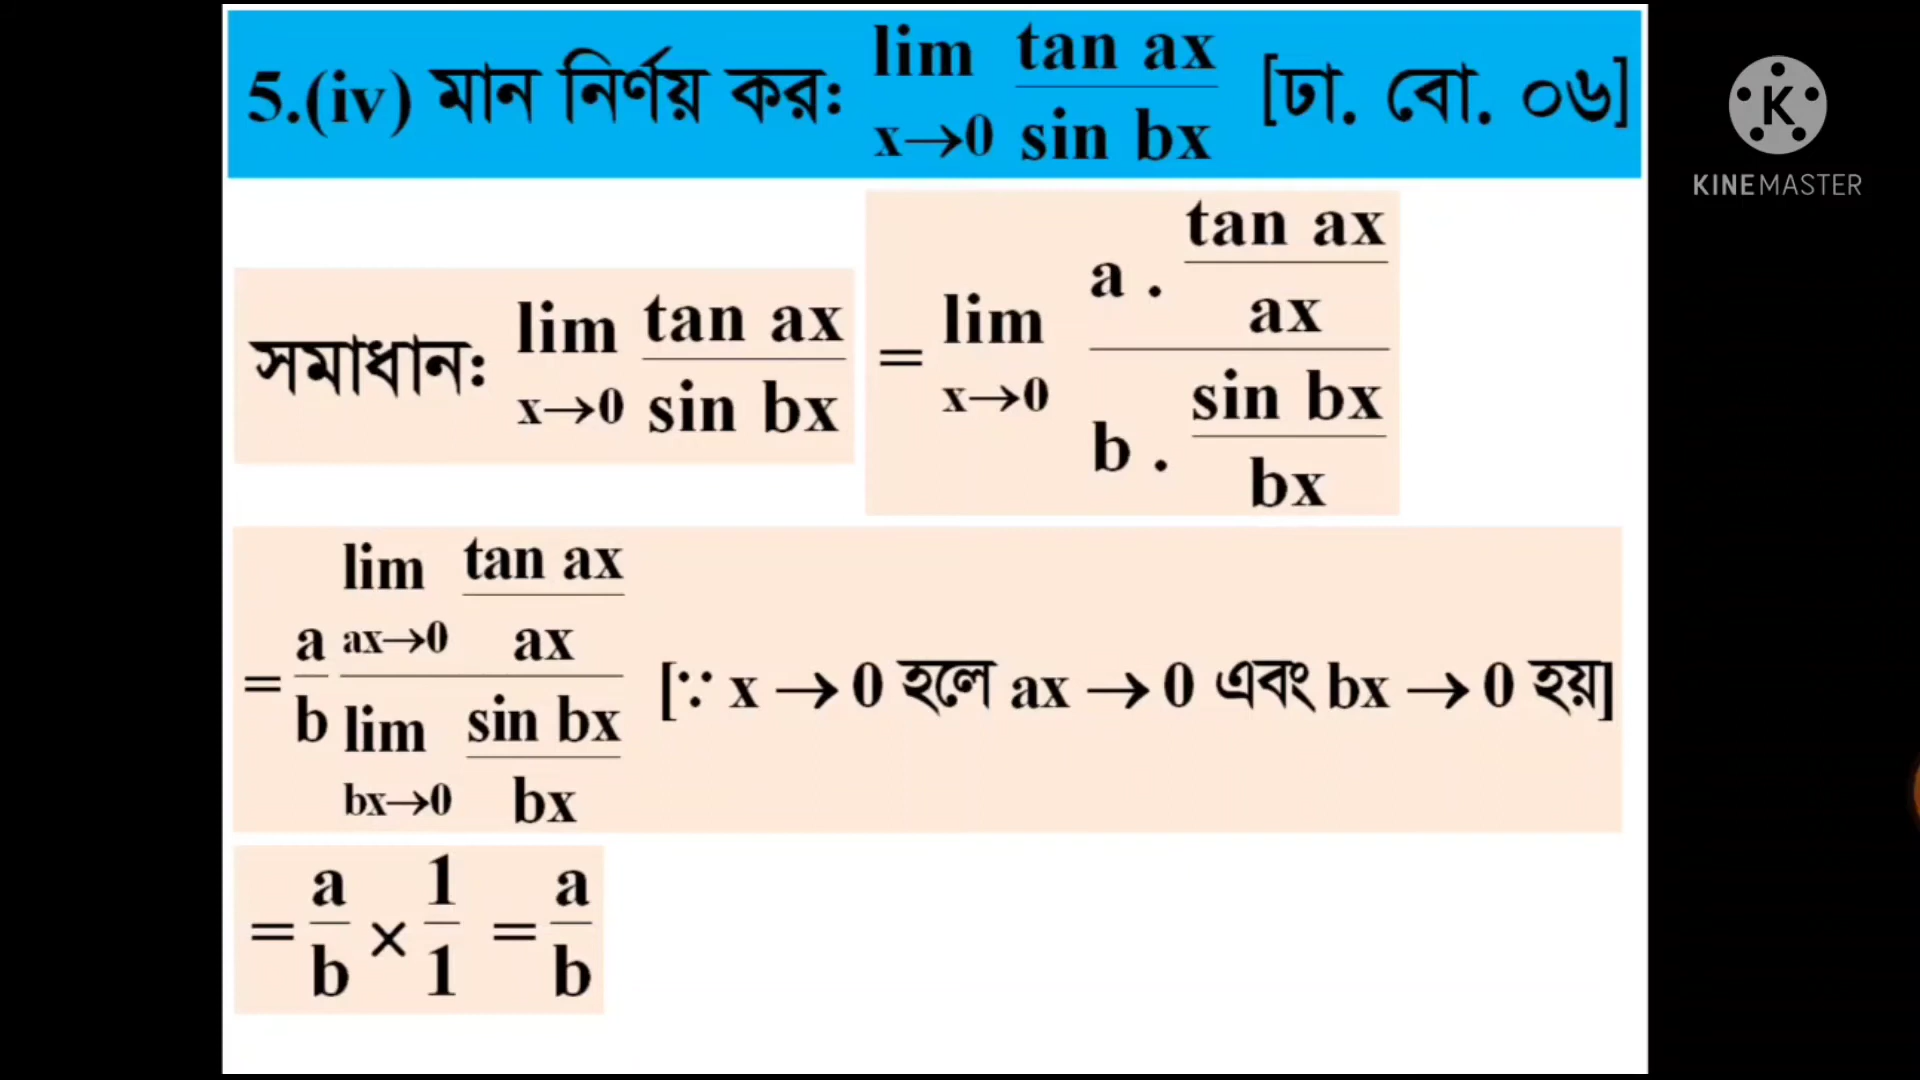 5.(iv) মান নির্ণয় করঃ lim x→0 tan ax / sin bx [ঢা. বো. ০৬]
K
KINEMASTER
সমাধানঃ lim x→0 tan ax / sin bx = lim x→0 a . tan ax / ax / b . sin bx / bx
= a / b lim ax→0 tan ax / ax / lim bx→0 sin bx / bx [∵ x → 0 হলে ax → 0 এবং bx → 0 হয়]
= a / b × 1 / 1 = a / b